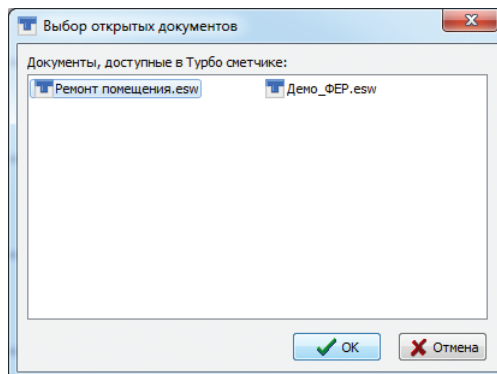 Выбор открытых документов
Документы, доступные в Турбо сметчике:
Ремонт помещения.esw Демо_ФЕР.esw
ОК Отмена